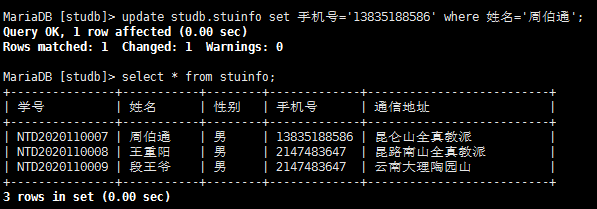 MariaDB [studb]> update studb.stuinfo set 手机号='13835188586' where 姓名='周伯通';
Query OK, 1 row affected (0.00 sec)
Rows matched: 1  Changed: 1  Warnings: 0
MariaDB [studb]> select * from stuinfo;
+---------------+-----------+--------+-------------+--------------------------+
| 学号 | 姓名 | 性别 | 手机号 | 通信地址 |
+---------------+-----------+--------+-------------+--------------------------+
| NTD2020110007 | 周伯通 | 男 | 13835188586 | 昆仑山全真教派 |
| NTD2020110008 | 王重阳 | 男 | 2147483647 | 昆路南山全真教派 |
| NTD2020110009 | 段王爷 | 男 | 2147483647 | 云南大理陶园山 |
+---------------+-----------+--------+-------------+--------------------------+
3 rows in set (0.00 sec)